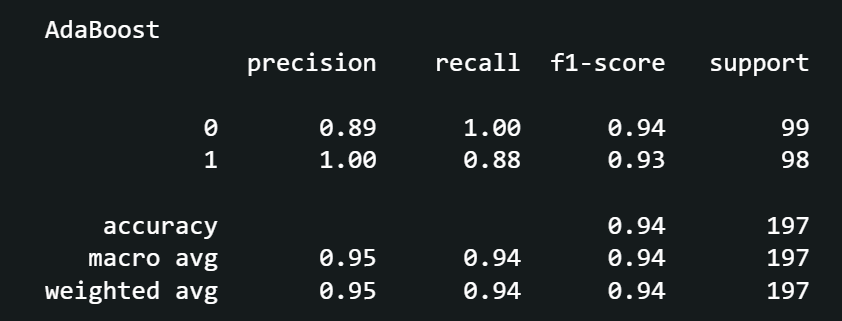 AdaBoost
precision recall f1-score support
0 0.89 1.00 0.94 99
1 1.00 0.88 0.93 98
accuracy 0.94 197
macro avg 0.95 0.94 0.94 197
weighted avg 0.95 0.94 0.94 197